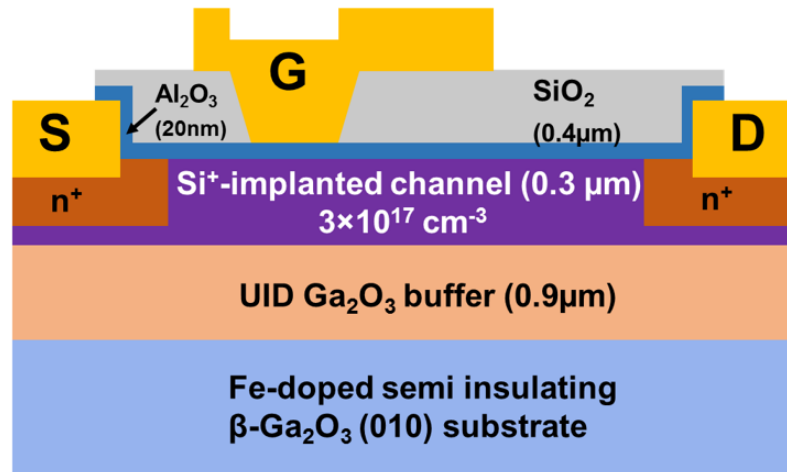 G
S
Al₂O₃
(20nm)
SiO₂
(0.4µm)
D
n⁺
Si⁺-implanted channel (0.3 µm)
3×10¹⁷ cm⁻³
n⁺
UID Ga₂O₃ buffer (0.9µm)
Fe-doped semi insulating
β-Ga₂O₃ (010) substrate